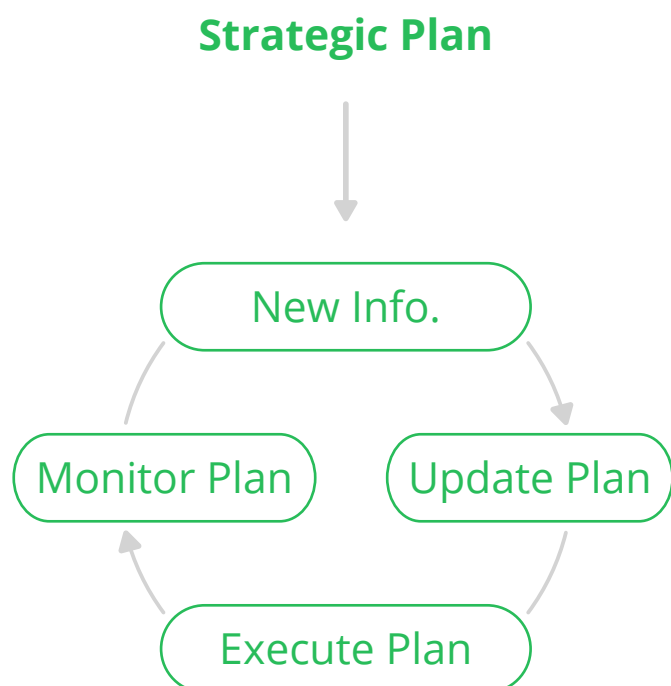 Strategic Plan
New Info.
Monitor Plan
Update Plan
Execute Plan